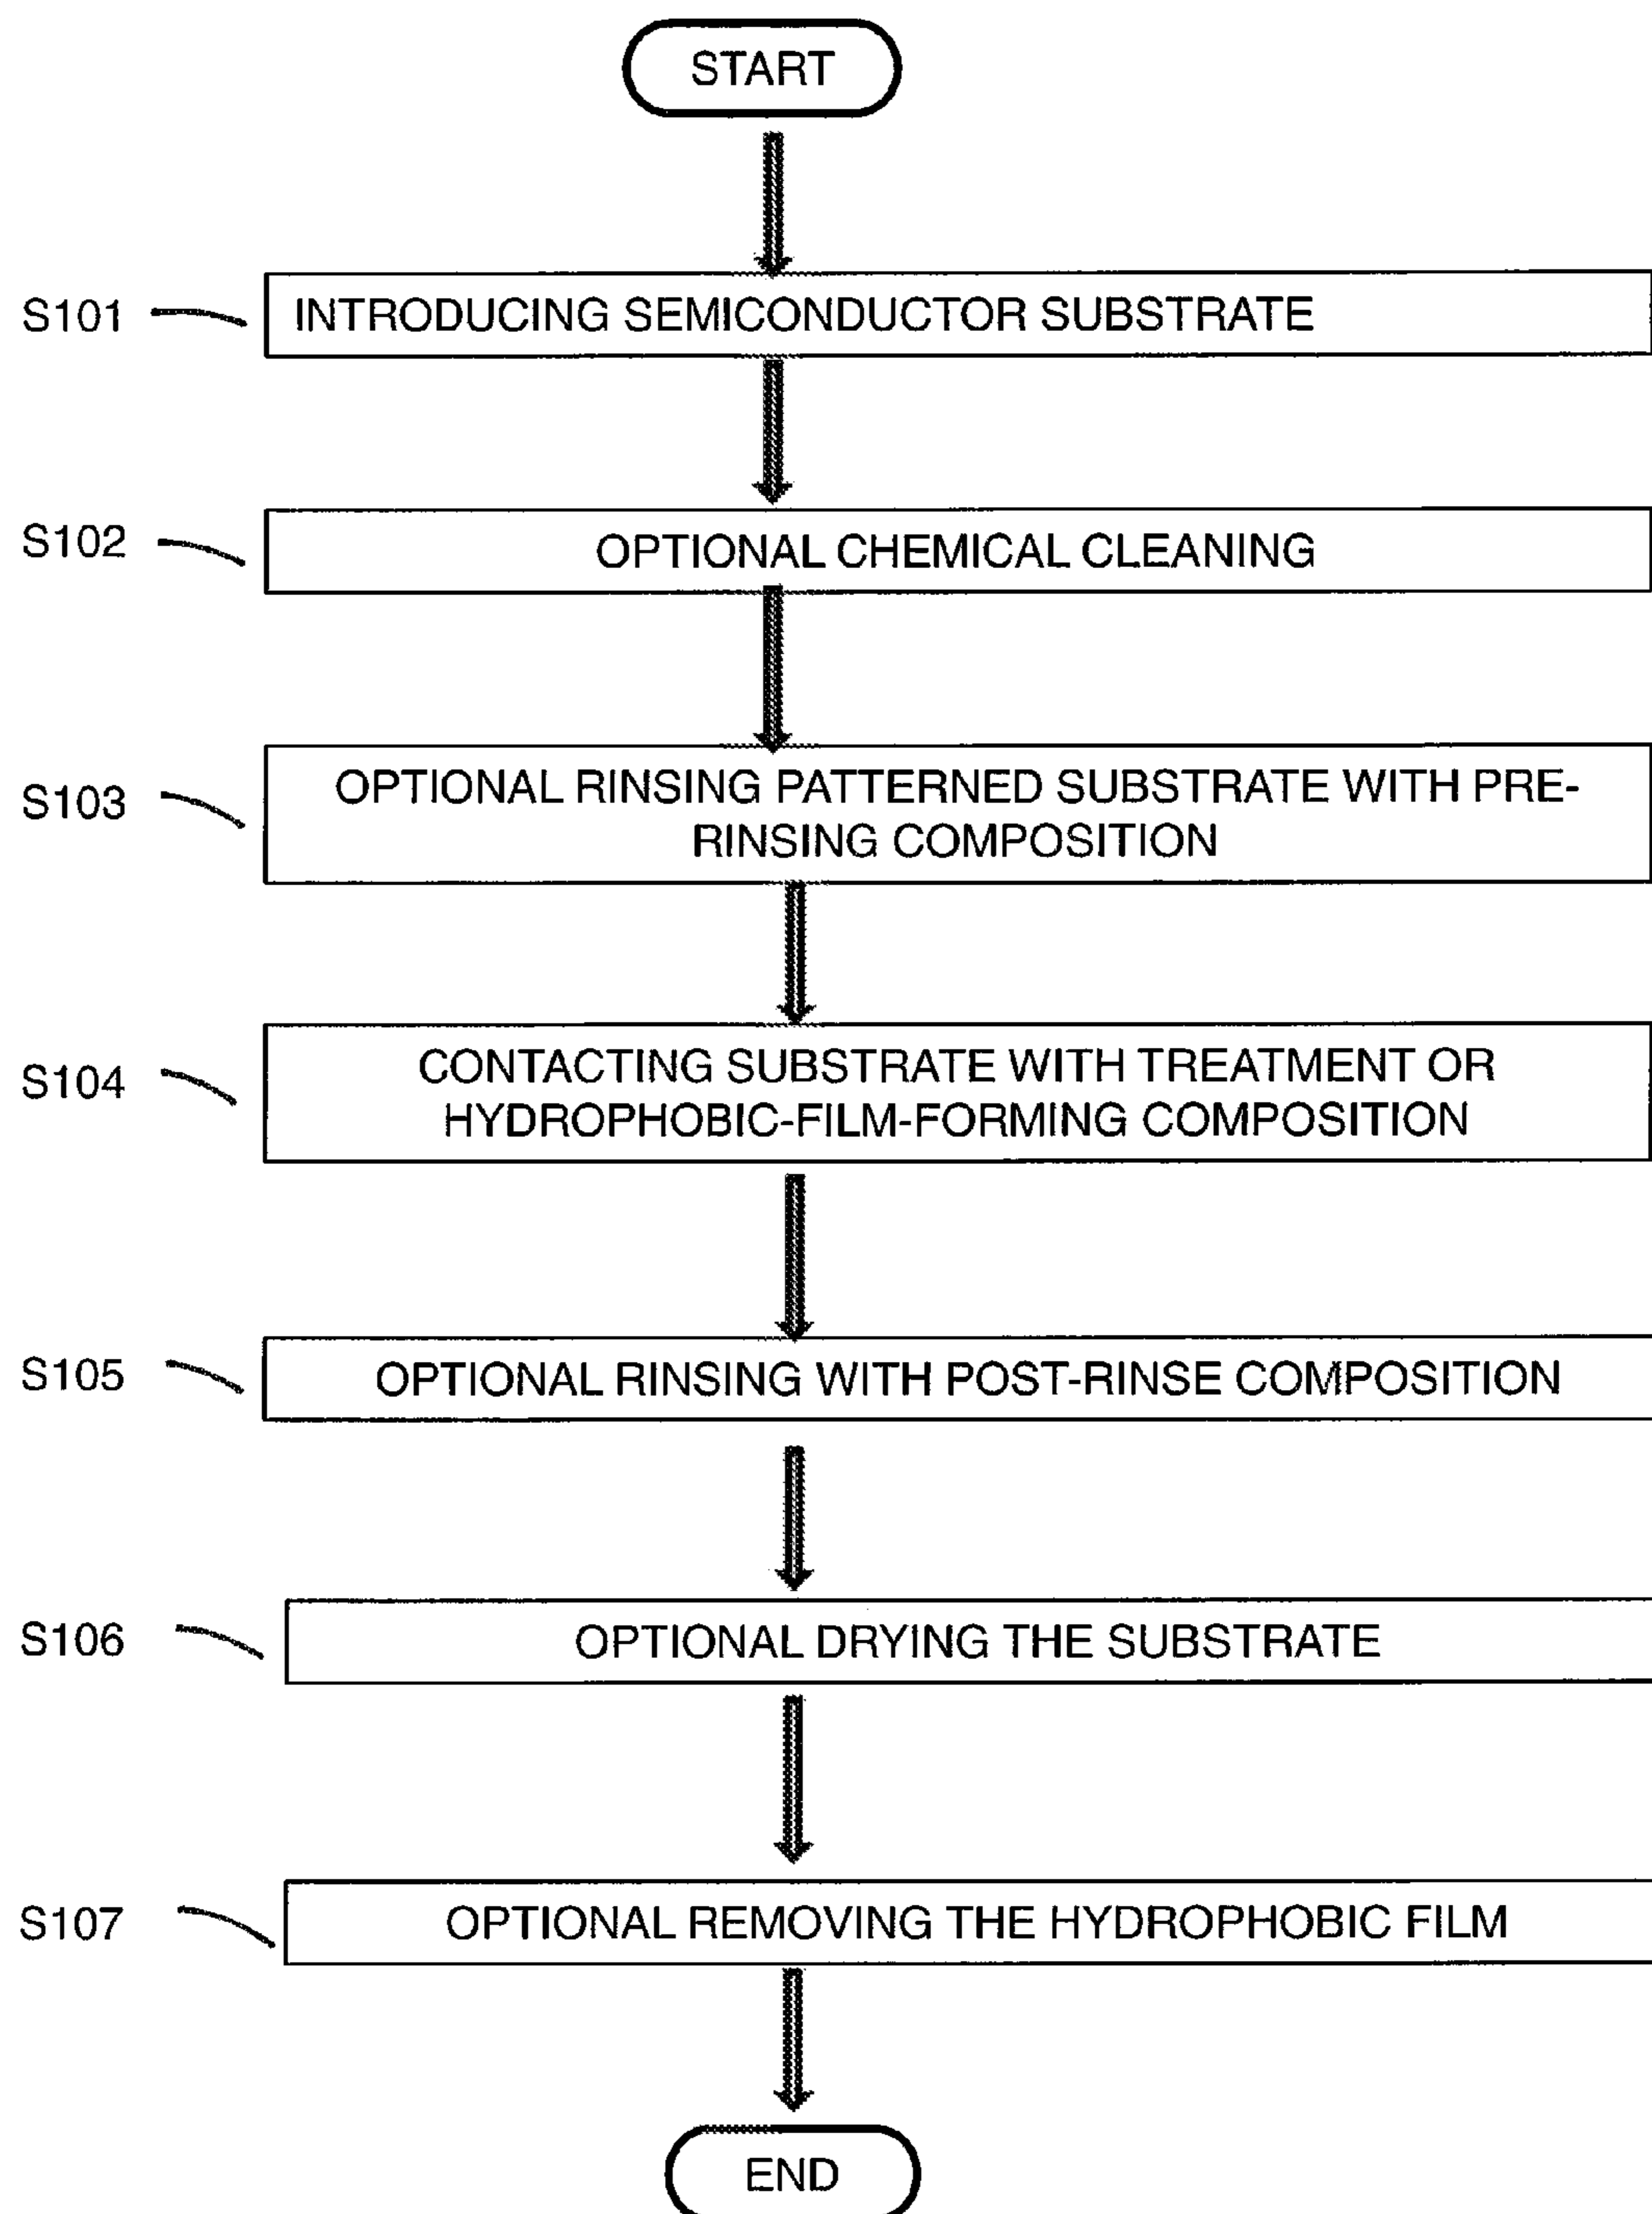 START
S101
INTRODUCING SEMICONDUCTOR SUBSTRATE
S102
OPTIONAL CHEMICAL CLEANING
S103
OPTIONAL RINSING PATTERNED SUBSTRATE WITH PRE-
RINSING COMPOSITION
S104
CONTACTING SUBSTRATE WITH TREATMENT OR
HYDROPHOBIC-FILM-FORMING COMPOSITION
S105
OPTIONAL RINSING WITH POST-RINSE COMPOSITION
S106
OPTIONAL DRYING THE SUBSTRATE
S107
OPTIONAL REMOVING THE HYDROPHOBIC FILM
END